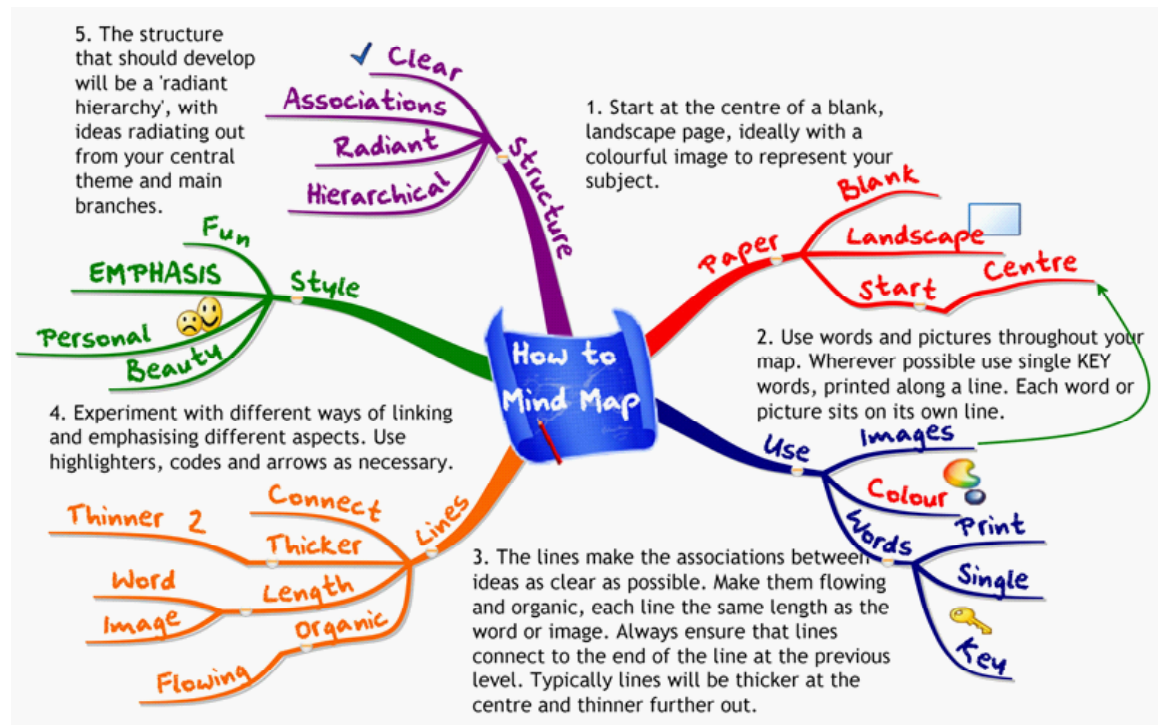 How to
Mind Map
1. Start at the centre of a blank,
landscape page, ideally with a
colourful image to represent your
subject.
Paper
Blank
Landscape
Start
Centre
2. Use words and pictures throughout your
map. Wherever possible use single KEY
words, printed along a line. Each word or
picture sits on its own line.
Use
Images
Colour
Words
Print
Single
Key
3. The lines make the associations between
ideas as clear as possible. Make them flowing
and organic, each line the same length as the
word or image. Always ensure that lines
connect to the end of the line at the previous
level. Typically lines will be thicker at the
centre and thinner further out.
Lines
Connect
Thicker
Thinner 2
Length
Word
Image
Organic
Flowing
4. Experiment with different ways of linking
and emphasising different aspects. Use
highlighters, codes and arrows as necessary.
Style
Fun
EMPHASIS
Personal
Beauty
5. The structure
that should develop
will be a 'radiant
hierarchy', with
ideas radiating out
from your central
theme and main
branches.
Structure
Clear
Associations
Radiant
Hierarchical